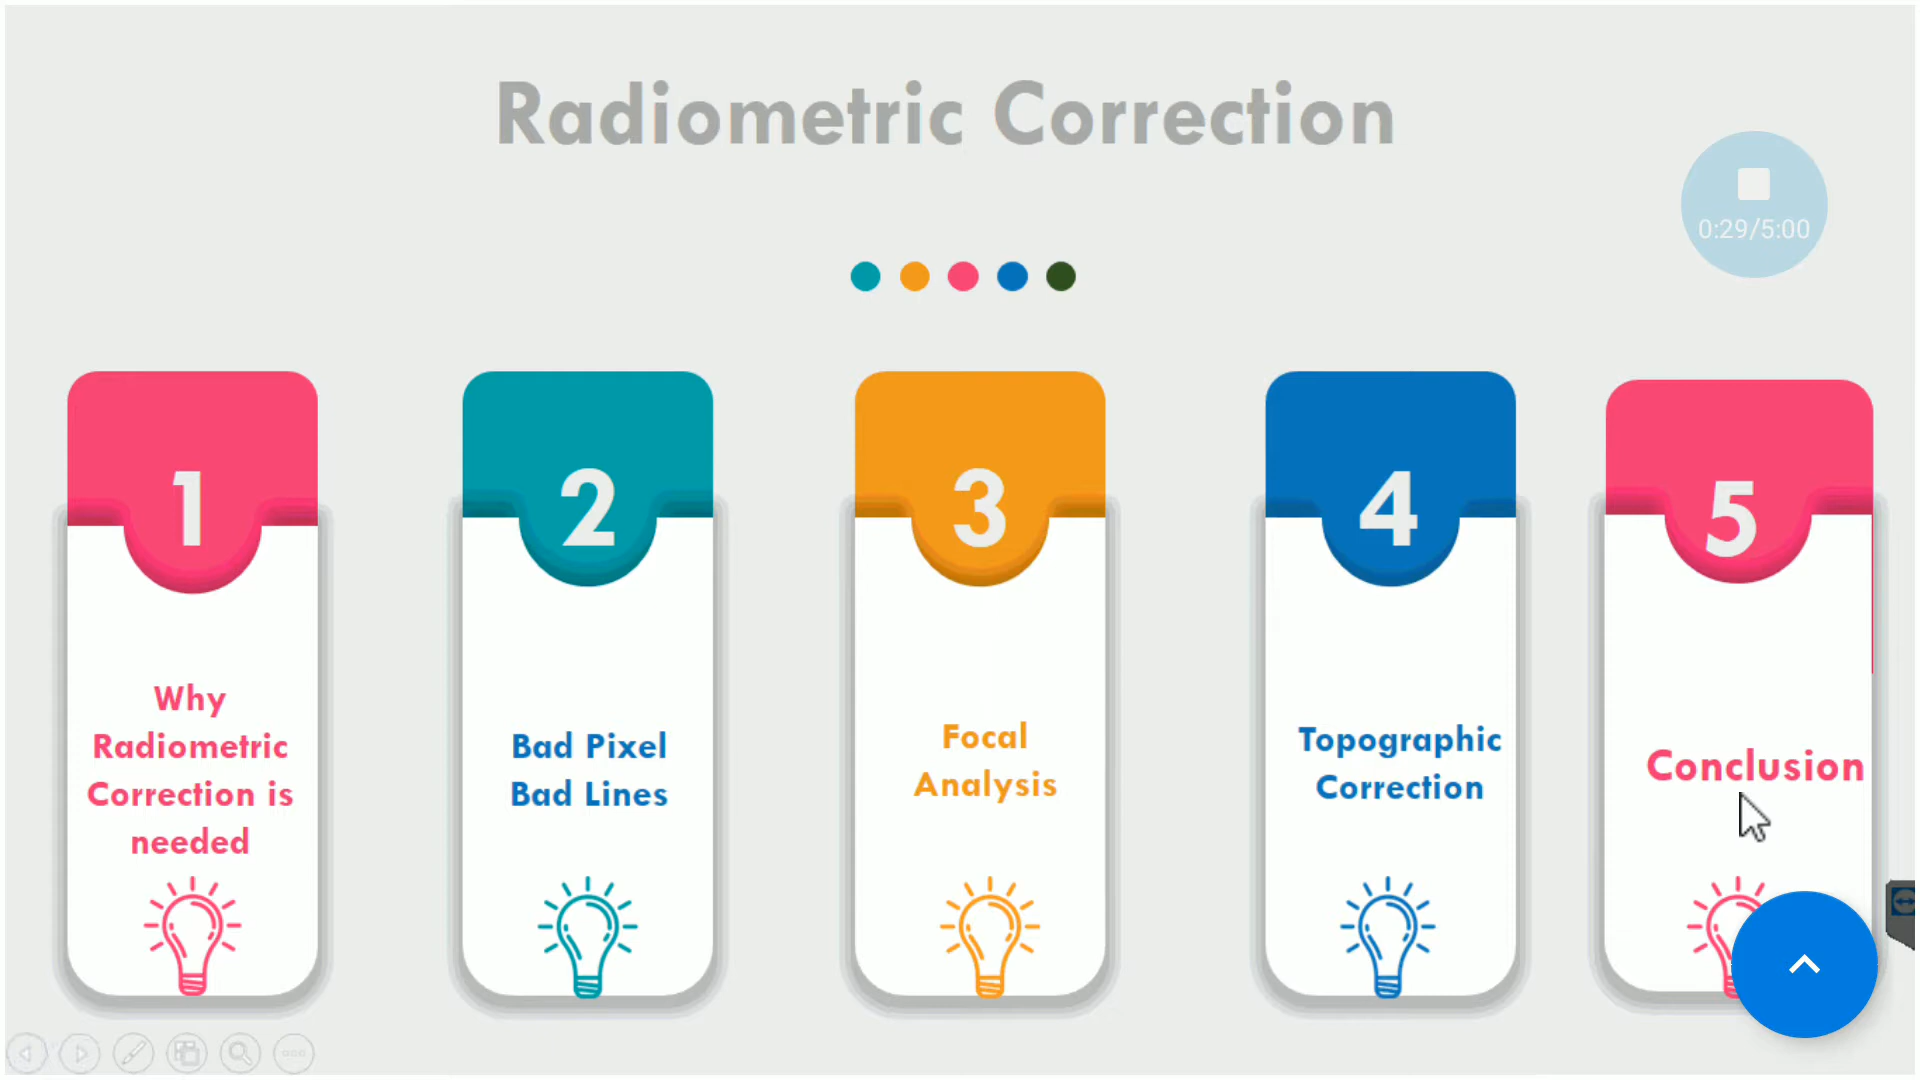 Radiometric Correction
0:29/5:00
1
2
3
4
5
Why
Radiometric
Correction is
needed
Bad Pixel
Bad Lines
Focal
Analysis
Topographic
Correction
Conclusion